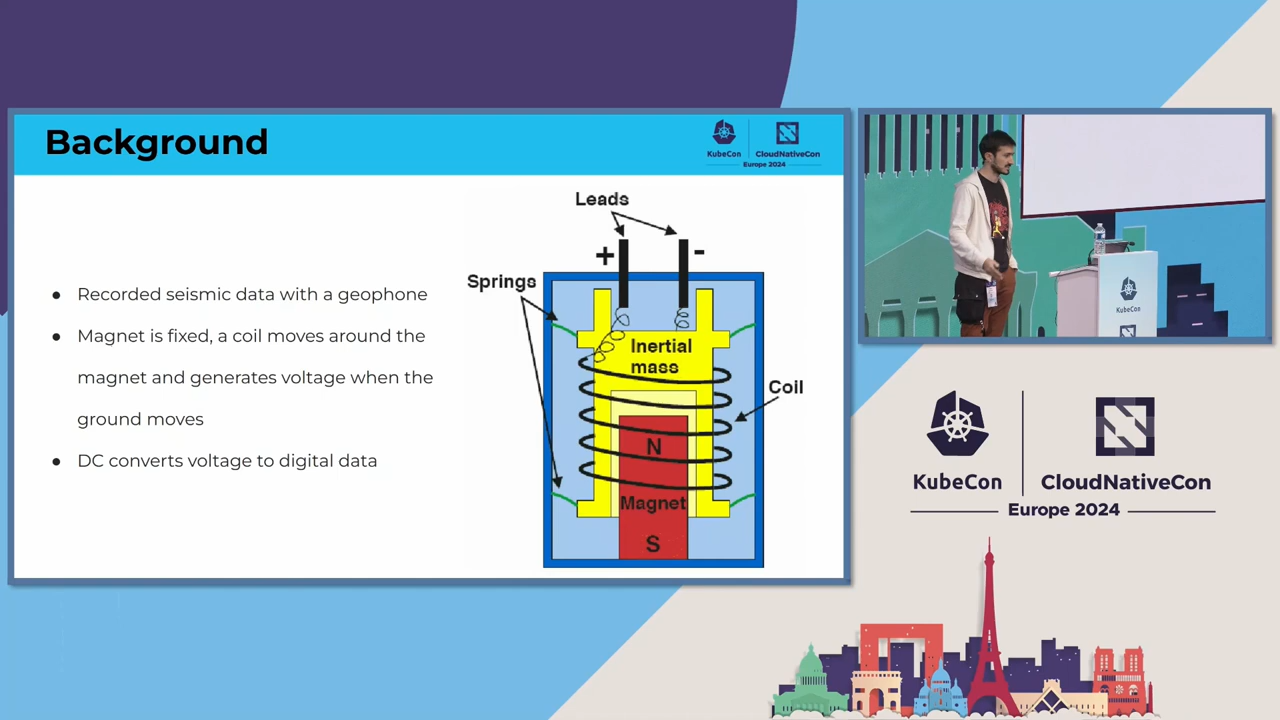 Background
KubeCon
CloudNativeCon
Europe 2024
Recorded seismic data with a geophone
Magnet is fixed, a coil moves around the
magnet and generates voltage when the
ground moves
DC converts voltage to digital data
Leads
+
-
Springs
Inertial
mass
Coil
N
Magnet
S
KubeCon
KubeCon
CloudNativeCon
Europe 2024